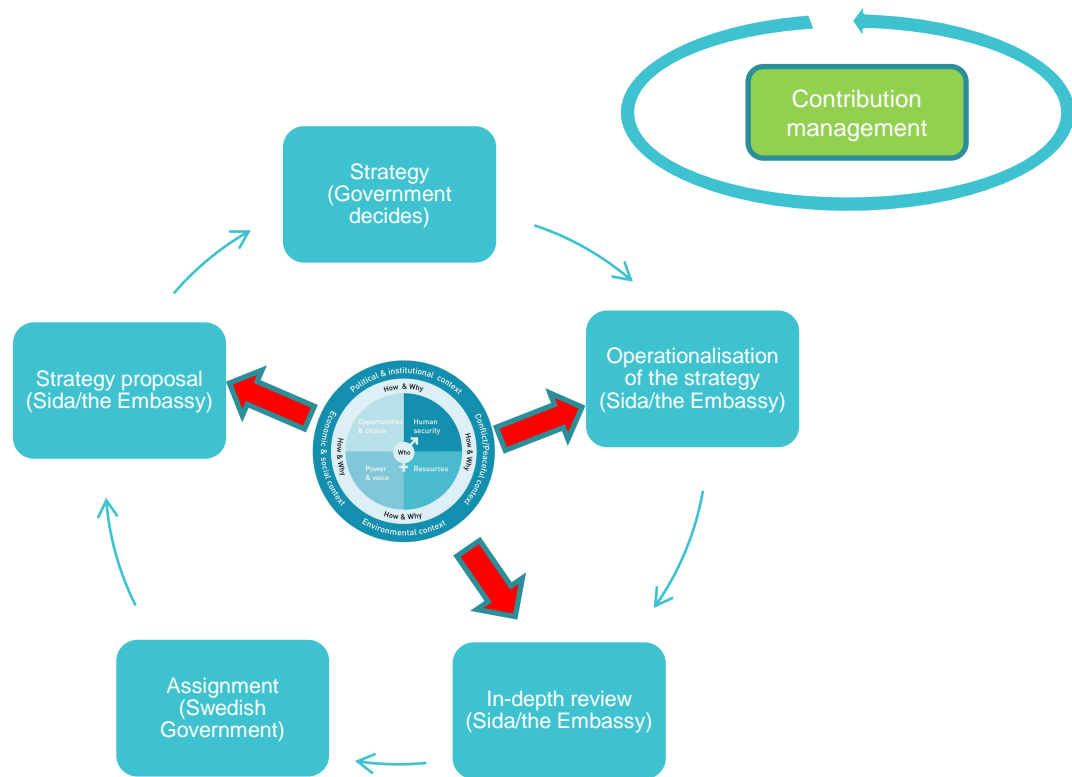 Contribution
management
Strategy
(Government
decides)
Strategy proposal
(Sida/the Embassy)
Operationalisation
of the strategy
(Sida/the Embassy)
Political & institutional context
Economic & social context
Conflict/Peaceful context
Environmental context
How & Why
How & Why
How & Why
How & Why
Opportunities
& choice
Human
security
Who
Power
& voice
Resources
Assignment
(Swedish
Government)
In-depth review
(Sida/the Embassy)